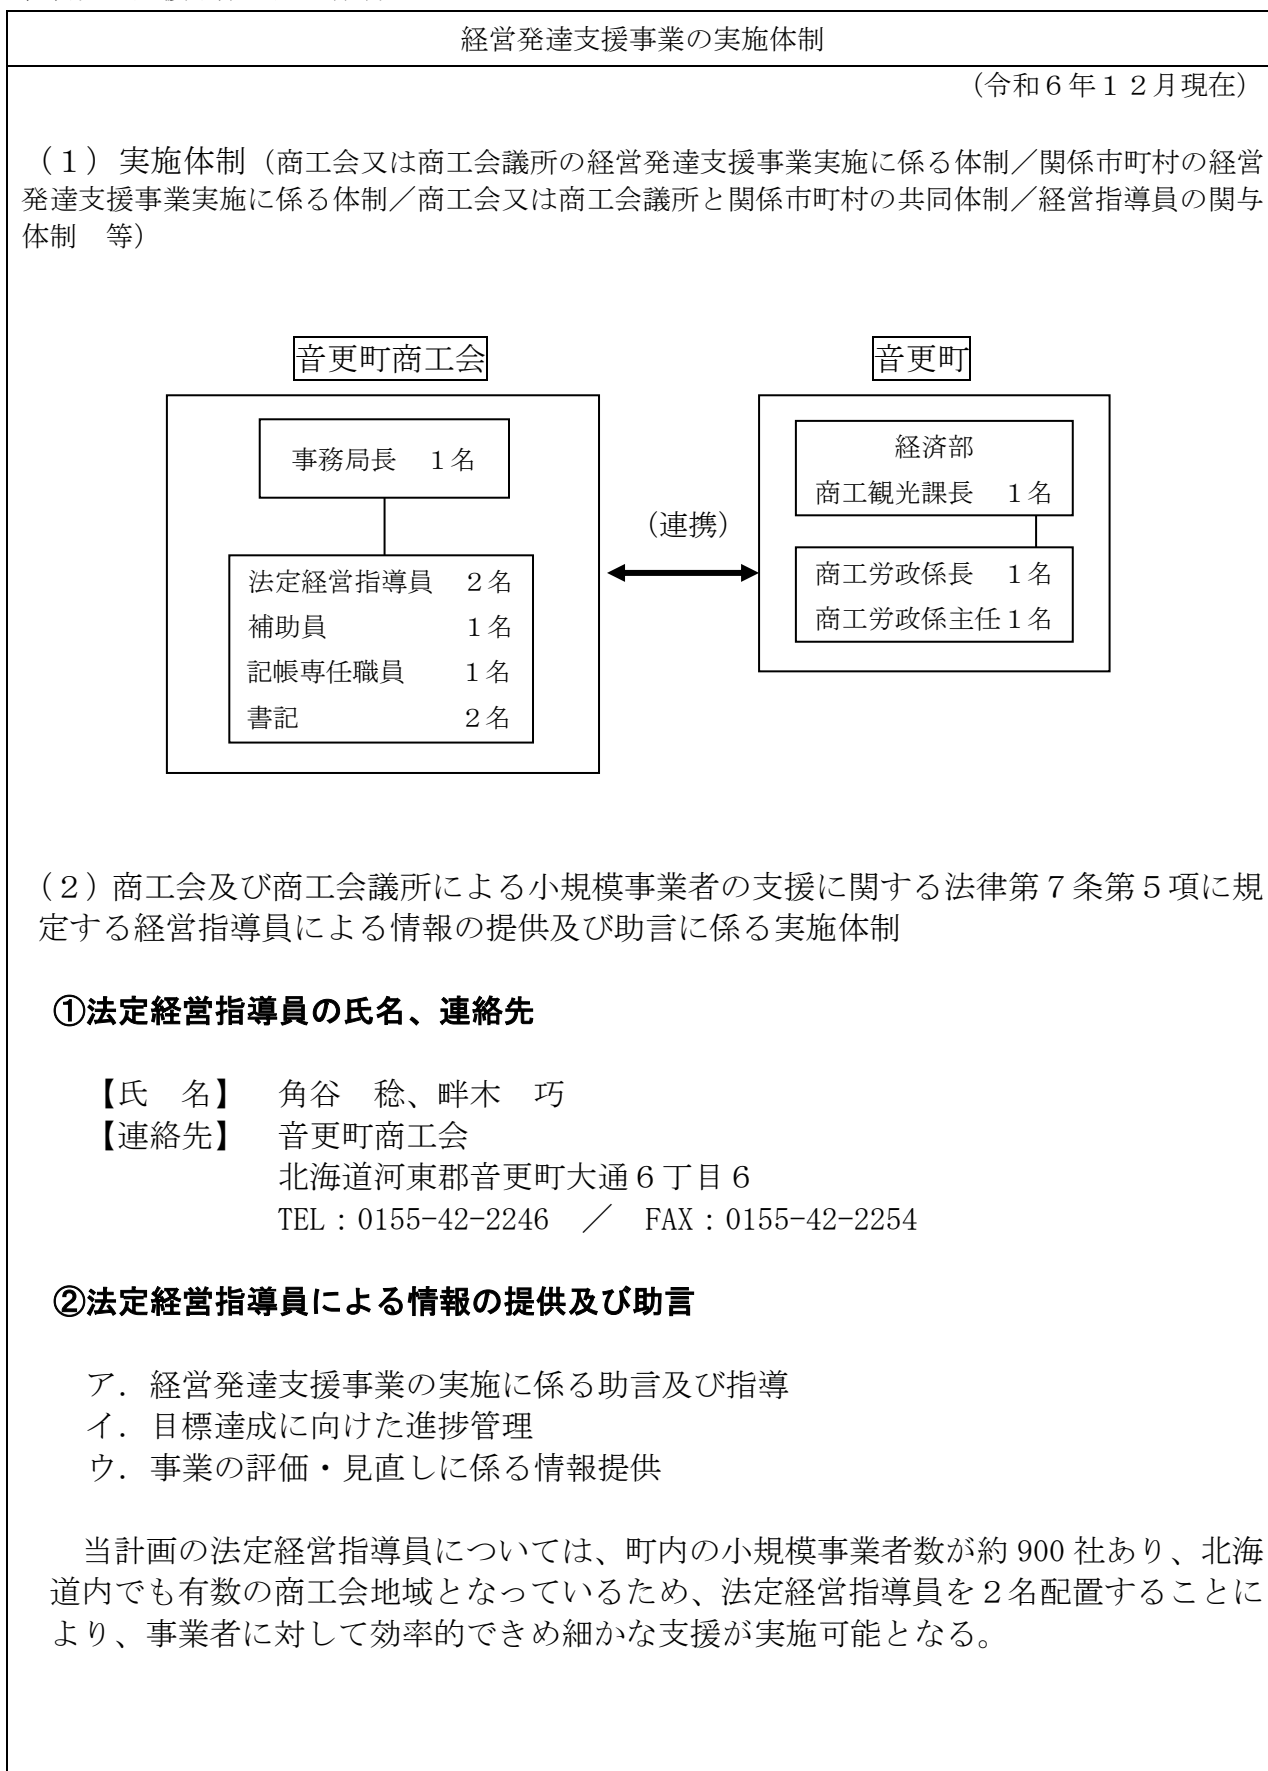 経営発達支援事業の実施体制
（令和６年１２月現在）
（１）実施体制（商工会又は商工会議所の経営発達支援事業実施に係る体制／関係市町村の経営
発達支援事業実施に係る体制／商工会又は商工会議所と関係市町村の共同体制／経営指導員の関与
体制　等）
音更町商工会
事務局長　１名
法定経営指導員　２名
補助員　１名
記帳専任職員　１名
書記　２名
（連携）
音更町
経済部
商工観光課長　１名
商工労政係長　１名
商工労政係主任１名
（２）商工会及び商工会議所による小規模事業者の支援に関する法律第７条第５項に規
定する経営指導員による情報の提供及び助言に係る実施体制
①法定経営指導員の氏名、連絡先
【氏　名】　角谷　稔、畔木　巧
【連絡先】　音更町商工会
北海道河東郡音更町大通６丁目６
TEL：0155-42-2246　／　FAX：0155-42-2254
②法定経営指導員による情報の提供及び助言
ア．経営発達支援事業の実施に係る助言及び指導
イ．目標達成に向けた進捗管理
ウ．事業の評価・見直しに係る情報提供
当計画の法定経営指導員については、町内の小規模事業者数が約 900 社あり、北海
道内でも有数の商工会地域となっているため、法定経営指導員を２名配置することに
より、事業者に対して効率的できめ細かな支援が実施可能となる。